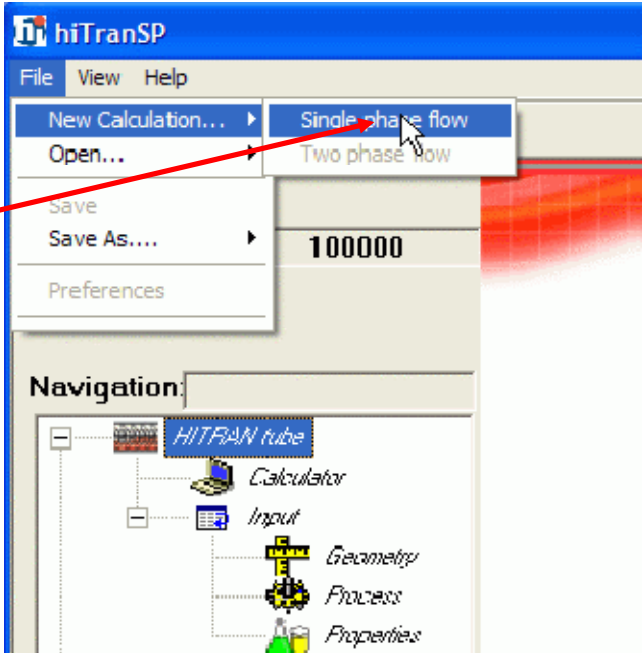 hiTranSP
File View Help
New Calculation... Single phase flow
Open... Two phase flow
Save
Save As....
100000
Preferences
Navigation:
HITRAN tube
Calculator
Input
Geometry
Process
Properties